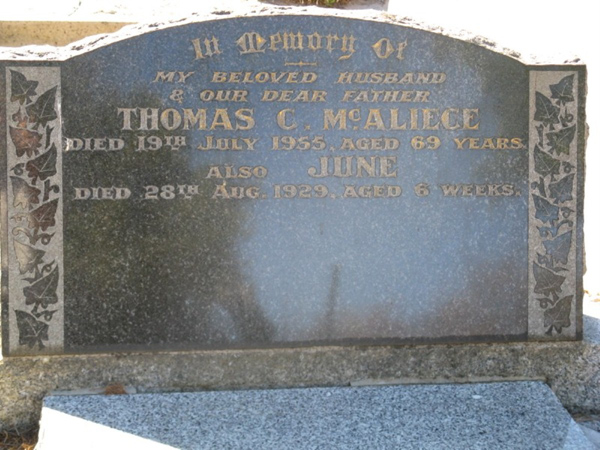 In Memory Of
MY BELOVED HUSBAND
& OUR DEAR FATHER
THOMAS C. McALIECE
DIED 19TH JULY 1955, AGED 69 YEARS.
ALSO JUNE
DIED 28TH AUG. 1929, AGED 6 WEEKS.